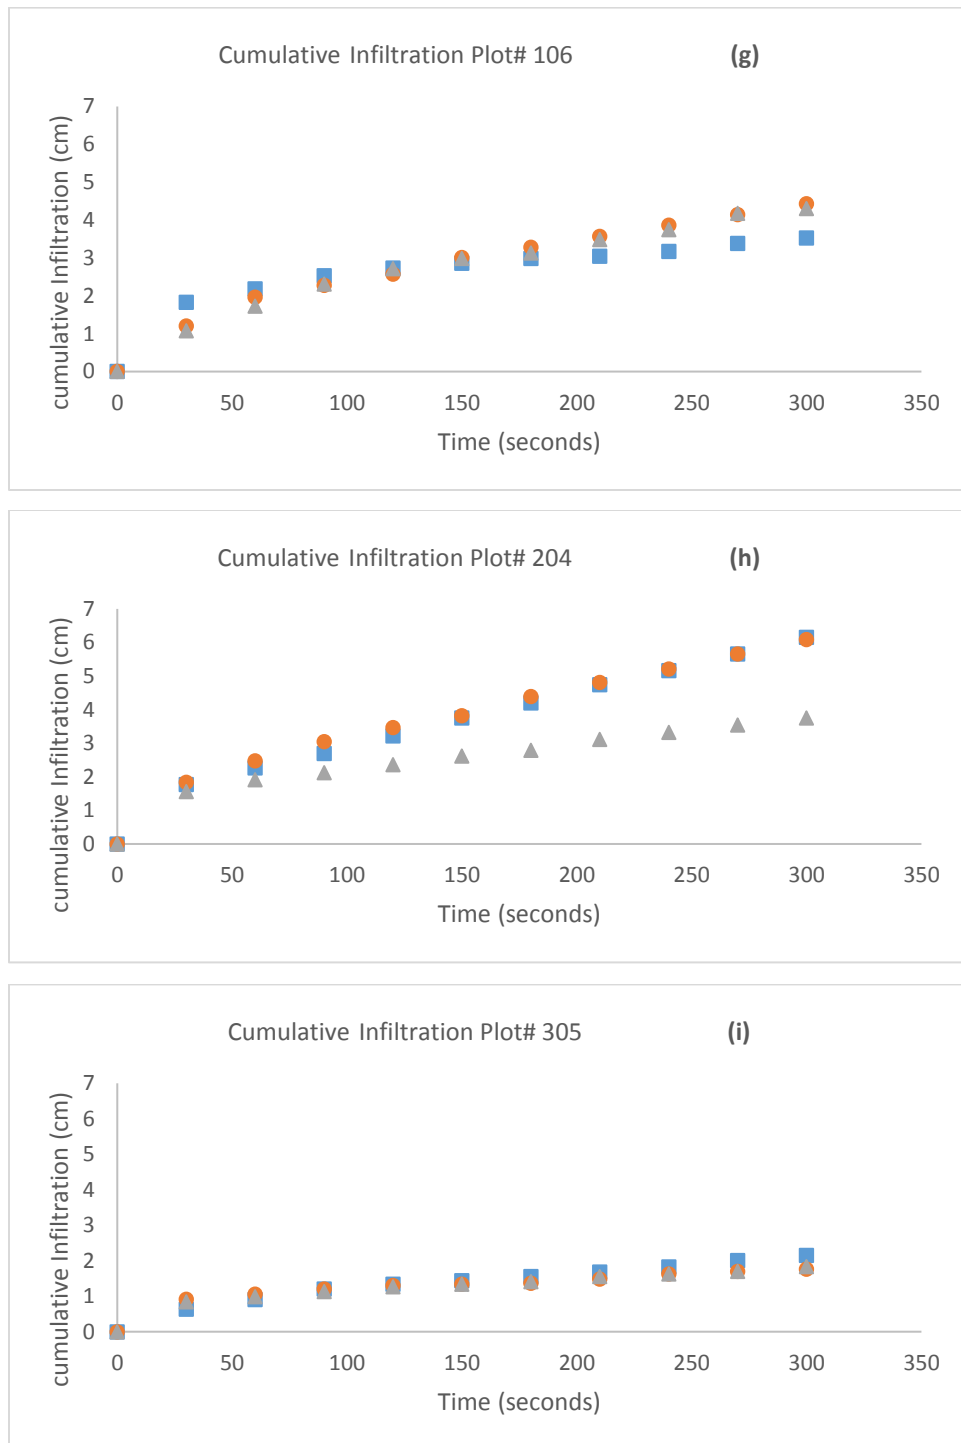 Cumulative Infiltration Plot# 106 (g)
cumulative Infiltration (cm)
7
6
5
4
3
2
1
0
0 50 100 150 200 250 300 350
Time (seconds)
Cumulative Infiltration Plot# 204 (h)
cumulative Infiltration (cm)
7
6
5
4
3
2
1
0
0 50 100 150 200 250 300 350
Time (seconds)
Cumulative Infiltration Plot# 305 (i)
cumulative Infiltration (cm)
7
6
5
4
3
2
1
0
0 50 100 150 200 250 300 350
Time (seconds)